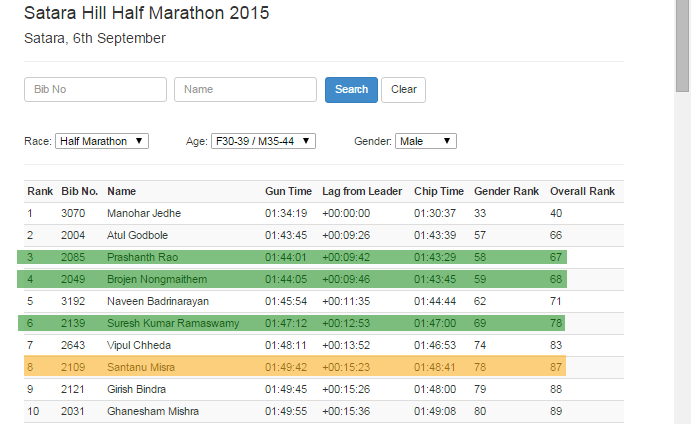 Satara Hill Half Marathon 2015
Satara, 6th September
Bib No Name Search Clear
Race: Half Marathon ▼ Age: F30-39 / M35-44 ▼ Gender: Male ▼
Rank Bib No. Name Gun Time Lag from Leader Chip Time Gender Rank Overall Rank
1 3070 Manohar Jedhe 01:34:19 +00:00:00 01:30:37 33 40
2 2004 Atul Godbole 01:43:45 +00:09:26 01:43:39 57 66
3 2085 Prashanth Rao 01:44:01 +00:09:42 01:43:29 58 67
4 2049 Brojen Nongmaithem 01:44:05 +00:09:46 01:43:45 59 68
5 3192 Naveen Badrinarayan 01:45:54 +00:11:35 01:44:44 62 71
6 2139 Suresh Kumar Ramaswamy 01:47:12 +00:12:53 01:47:00 69 78
7 2643 Vipul Chheda 01:48:11 +00:13:52 01:46:53 74 83
8 2109 Santanu Misra 01:49:42 +00:15:23 01:48:41 78 87
9 2121 Girish Bindra 01:49:45 +00:15:26 01:48:00 79 88
10 2031 Ghanesham Mishra 01:49:55 +00:15:36 01:49:08 80 89